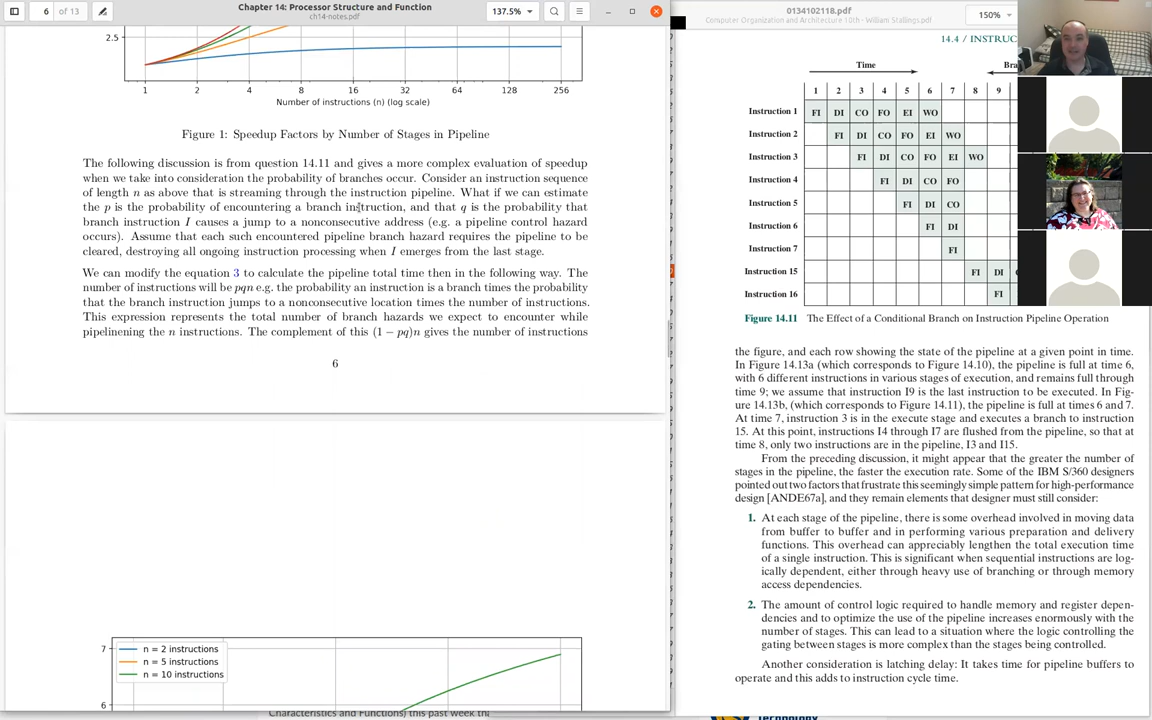 6 of 13
Chapter 14: Processor Structure and Function
ch14-notes.pdf
137.5%
2.5
1 2 4 8 16 32 64 128 256
Number of instructions (n) (log scale)
Figure 1: Speedup Factors by Number of Stages in Pipeline
The following discussion is from question 14.11 and gives a more complex evaluation of speedup
when we take into consideration the probability of branches occur. Consider an instruction sequence
of length n as above that is streaming through the instruction pipeline. What if we can estimate
the p is the probability of encountering a branch instruction, and that q is the probability that
branch instruction I causes a jump to a nonconsecutive address (e.g. a pipeline control hazard
occurs). Assume that each such encountered pipeline branch hazard requires the pipeline to be
cleared, destroying all ongoing instruction processing when I emerges from the last stage.
We can modify the equation 3 to calculate the pipeline total time then in the following way. The
number of instructions will be pqn e.g. the probability an instruction is a branch times the probability
that the branch instruction jumps to a nonconsecutive location times the number of instructions.
This expression represents the total number of branch hazards we expect to encounter while
pipelinening the n instructions. The complement of this (1 − pq)n gives the number of instructions
6
7
n = 2 instructions
n = 5 instructions
n = 10 instructions
6
Characteristics and Functions) this past week th
0134102118.pdf
Computer Organization and Architecture 10th - William Stallings.pdf
150%
14.4 / INSTRUC
Time
Bra
1 2 3 4 5 6 7 8 9
Instruction 1 FI DI CO FO EI WO
Instruction 2 FI DI CO FO EI WO
Instruction 3 FI DI CO FO EI WO
Instruction 4 FI DI CO FO
Instruction 5 FI DI CO
Instruction 6 FI DI
Instruction 7 FI
Instruction 15 FI DI
Instruction 16 FI
Figure 14.11 The Effect of a Conditional Branch on Instruction Pipeline Operation
the figure, and each row showing the state of the pipeline at a given point in time.
In Figure 14.13a (which corresponds to Figure 14.10), the pipeline is full at time 6,
with 6 different instructions in various stages of execution, and remains full through
time 9; we assume that instruction I9 is the last instruction to be executed. In Fig-
ure 14.13b, (which corresponds to Figure 14.11), the pipeline is full at times 6 and 7.
At time 7, instruction 3 is in the execute stage and executes a branch to instruction
15. At this point, instructions I4 through I7 are flushed from the pipeline, so that at
time 8, only two instructions are in the pipeline, I3 and I15.
From the preceding discussion, it might appear that the greater the number of
stages in the pipeline, the faster the execution rate. Some of the IBM S/360 designers
pointed out two factors that frustrate this seemingly simple pattern for high-performance
design [ANDE67a], and they remain elements that designer must still consider:
1. At each stage of the pipeline, there is some overhead involved in moving data
from buffer to buffer and in performing various preparation and delivery
functions. This overhead can appreciably lengthen the total execution time
of a single instruction. This is significant when sequential instructions are log-
ically dependent, either through heavy use of branching or through memory
access dependencies.
2. The amount of control logic required to handle memory and register depen-
dencies and to optimize the use of the pipeline increases enormously with the
number of stages. This can lead to a situation where the logic controlling the
gating between stages is more complex than the stages being controlled.
Another consideration is latching delay: It takes time for pipeline buffers to
operate and this adds to instruction cycle time.
Technology